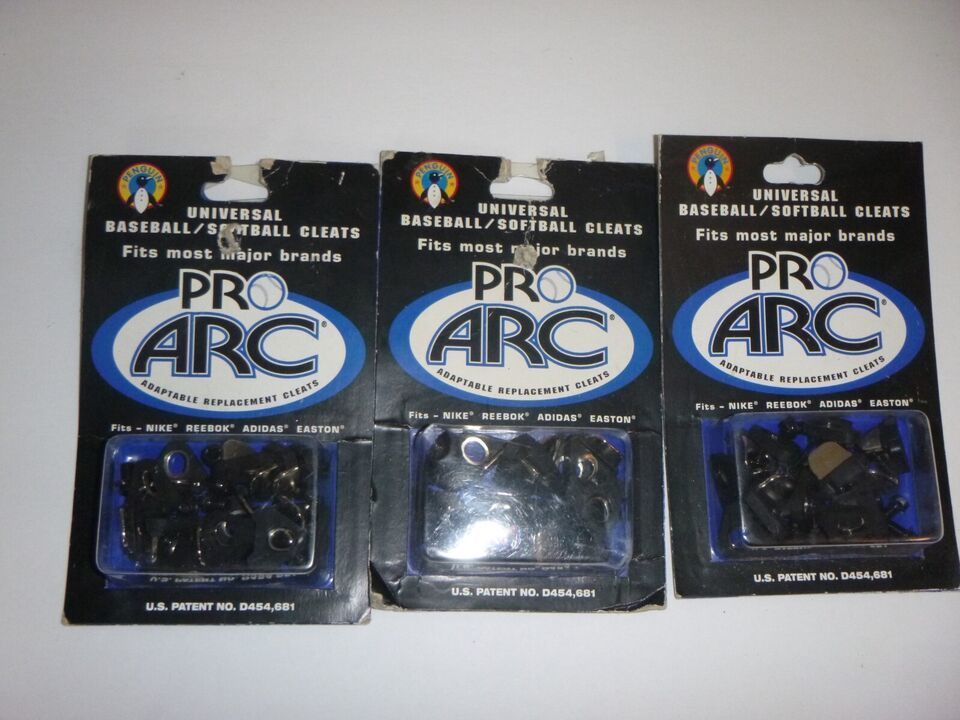 PENGUIN
UNIVERSAL
BASEBALL/SOFTBALL CLEATS
Fits most major brands
PRO
ARC®
ADAPTABLE REPLACEMENT CLEATS
Fits - NIKE® REEBOK® ADIDAS® EASTON®
U.S. PATENT NO. D454,681
PENGUIN
UNIVERSAL
BASEBALL/SOFTBALL CLEATS
Fits most major brands
PRO
ARC®
ADAPTABLE REPLACEMENT CLEATS
Fits - NIKE® REEBOK® ADIDAS® EASTON®
U.S. PATENT NO. D454,681
PENGUIN
UNIVERSAL
BASEBALL/SOFTBALL CLEATS
Fits most major brands
PRO
ARC®
ADAPTABLE REPLACEMENT CLEATS
Fits - NIKE® REEBOK® ADIDAS® EASTON®
U.S. PATENT NO. D454,681